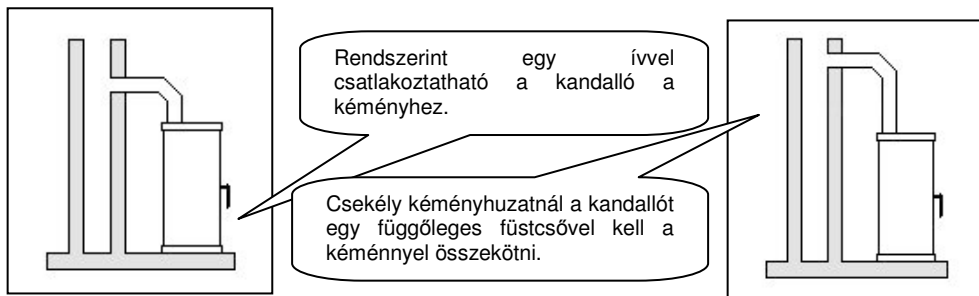 Rendszerint egy ívvel
csatlakoztatható a kandalló a
kéményhez.
Csekély kéményhuzatnál a kandallót
egy függőleges füstcsővel kell a
kéménnyel összekötni.